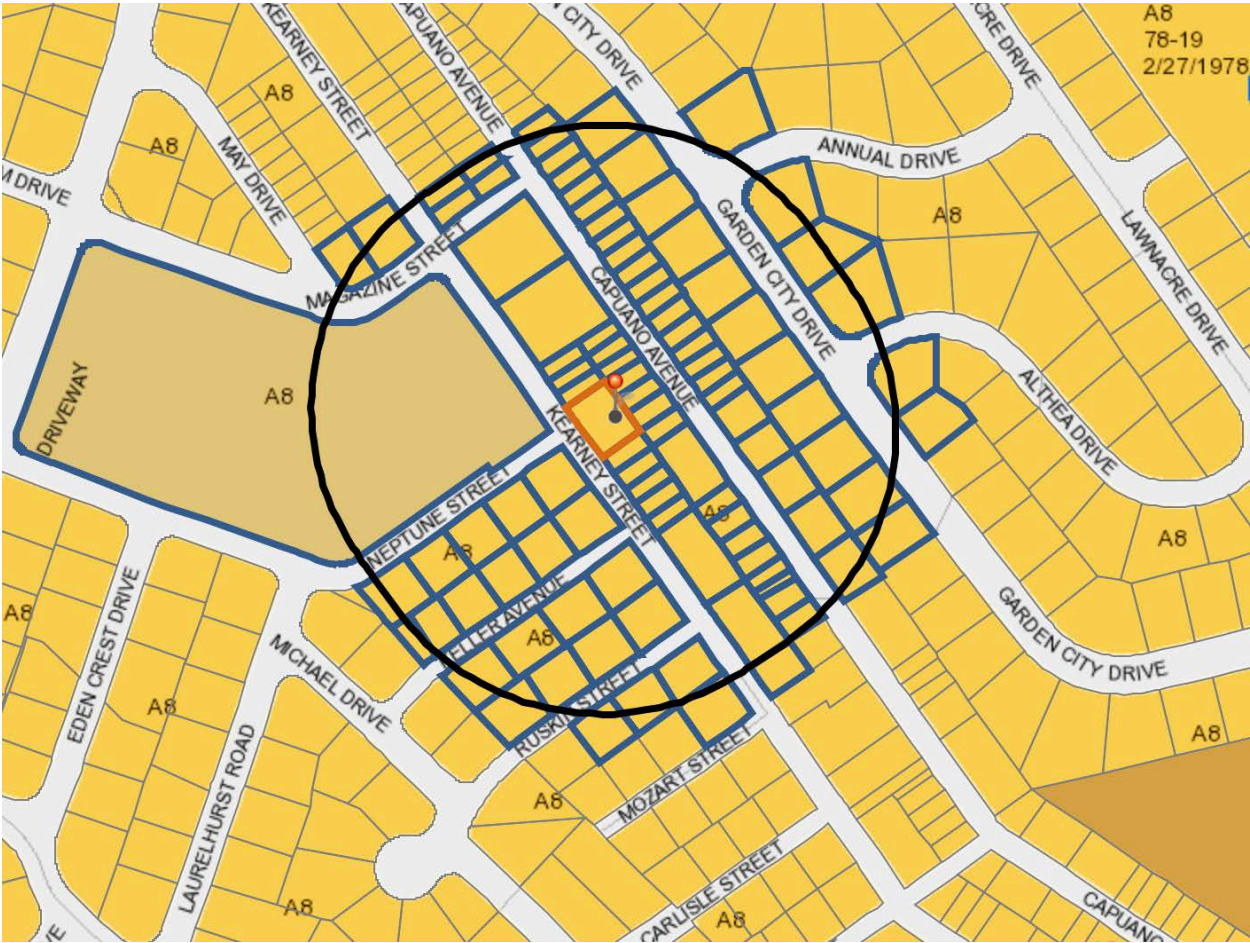 KEARNEY STREET
APUANO AVENUE
N CITY DRIVE
CRE DRIVE
A8
78-19
2/27/1978
A8
A8
MAY DRIVE
M DRIVE
ANNUAL DRIVE
A8
GARDEN CITY DRIVE
LAWNACRE DRIVE
MAGAZINE STREET
CAPUANO AVENUE
DRIVEWAY
A8
ALTHEA DRIVE
KEARNEY STREET
NEPTUNE STREET
A8
A8
A8
A8
EDEN CREST DRIVE
ELLER AVENUE
A8
GARDEN CITY DRIVE
MICHAEL DRIVE
A8
RUSKIN STREET
A8
LAURELHURST ROAD
MOZART STREET
A8
CARLISLE STREET
A8
A8
CAPUANO
VE